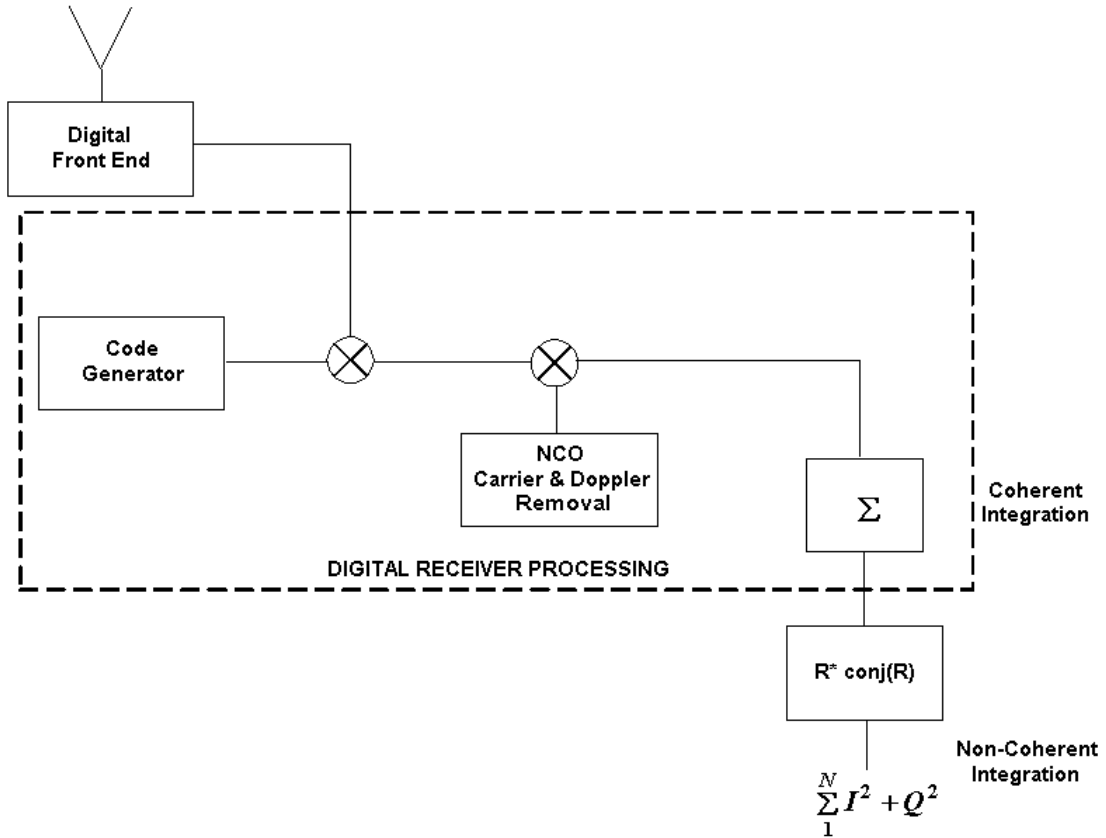 Digital
Front End
Code
Generator
NCO
Carrier & Doppler
Removal
Σ
Coherent
Integration
DIGITAL RECEIVER PROCESSING
R* conj(R)
Non-Coherent
Integration
N
Σ I² + Q²
1